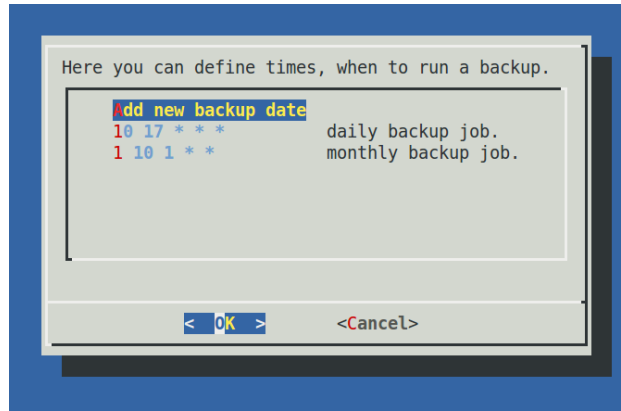 Here you can define times, when to run a backup.
Add new backup date
10 17 * * * daily backup job.
1 10 1 * * monthly backup job.
< OK > <Cancel>